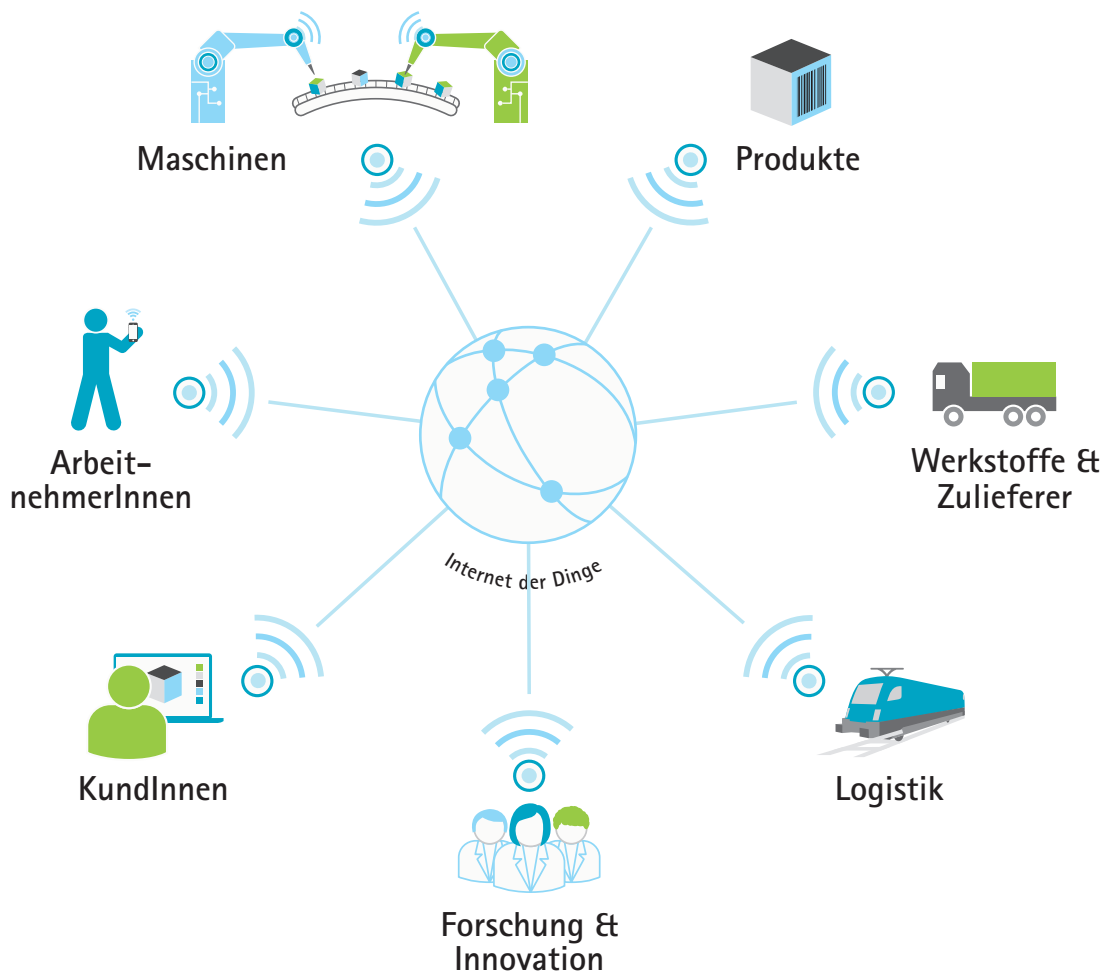 Maschinen
Produkte
Arbeit-
nehmerInnen
Werkstoffe &
Zulieferer
Internet der Dinge
KundInnen
Logistik
Forschung &
Innovation